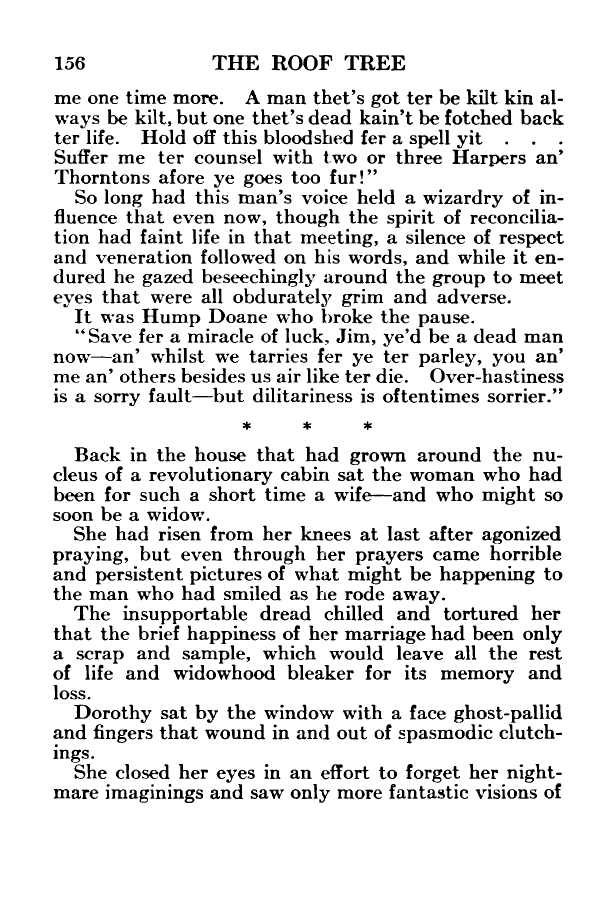 156 THE ROOF TREE
me one time more. A man thet's got ter be kilt kin al-
ways be kilt, but one thet's dead kain't be fotched back
ter life. Hold off this bloodshed fer a spell yit . . .
Suffer me ter counsel with two or three Harpers an'
Thorntons afore ye goes too fur!"
So long had this man's voice held a wizardry of in-
fluence that even now, though the spirit of reconcilia-
tion had faint life in that meeting, a silence of respect
and veneration followed on his words, and while it en-
dured he gazed beseechingly around the group to meet
eyes that were all obdurately grim and adverse.
It was Hump Doane who broke the pause.
"Save fer a miracle of luck, Jim, ye'd be a dead man
now—an' whilst we tarries fer ye ter parley, you an'
me an' others besides us air like ter die. Over-hastiness
is a sorry fault—but dilitariness is oftentimes sorrier."
* * *
Back in the house that had grown around the nu-
cleus of a revolutionary cabin sat the woman who had
been for such a short time a wife—and who might so
soon be a widow.
She had risen from her knees at last after agonized
praying, but even through her prayers came horrible
and persistent pictures of what might be happening to
the man who had smiled as he rode away.
The insupportable dread chilled and tortured her
that the brief happiness of her marriage had been only
a scrap and sample, which would leave all the rest
of life and widowhood bleaker for its memory and
loss.
Dorothy sat by the window with a face ghost-pallid
and fingers that wound in and out of spasmodic clutch-
ings.
She closed her eyes in an effort to forget her night-
mare imaginings and saw only more fantastic visions of